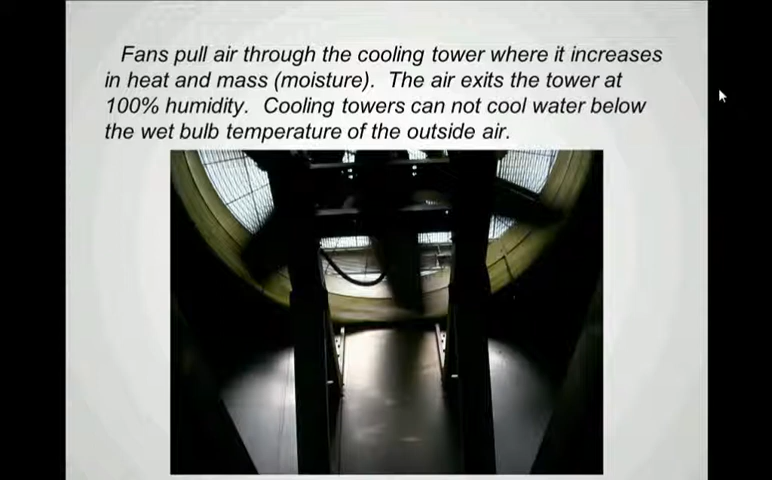 Fans pull air through the cooling tower where it increases
in heat and mass (moisture). The air exits the tower at
100% humidity. Cooling towers can not cool water below
the wet bulb temperature of the outside air.